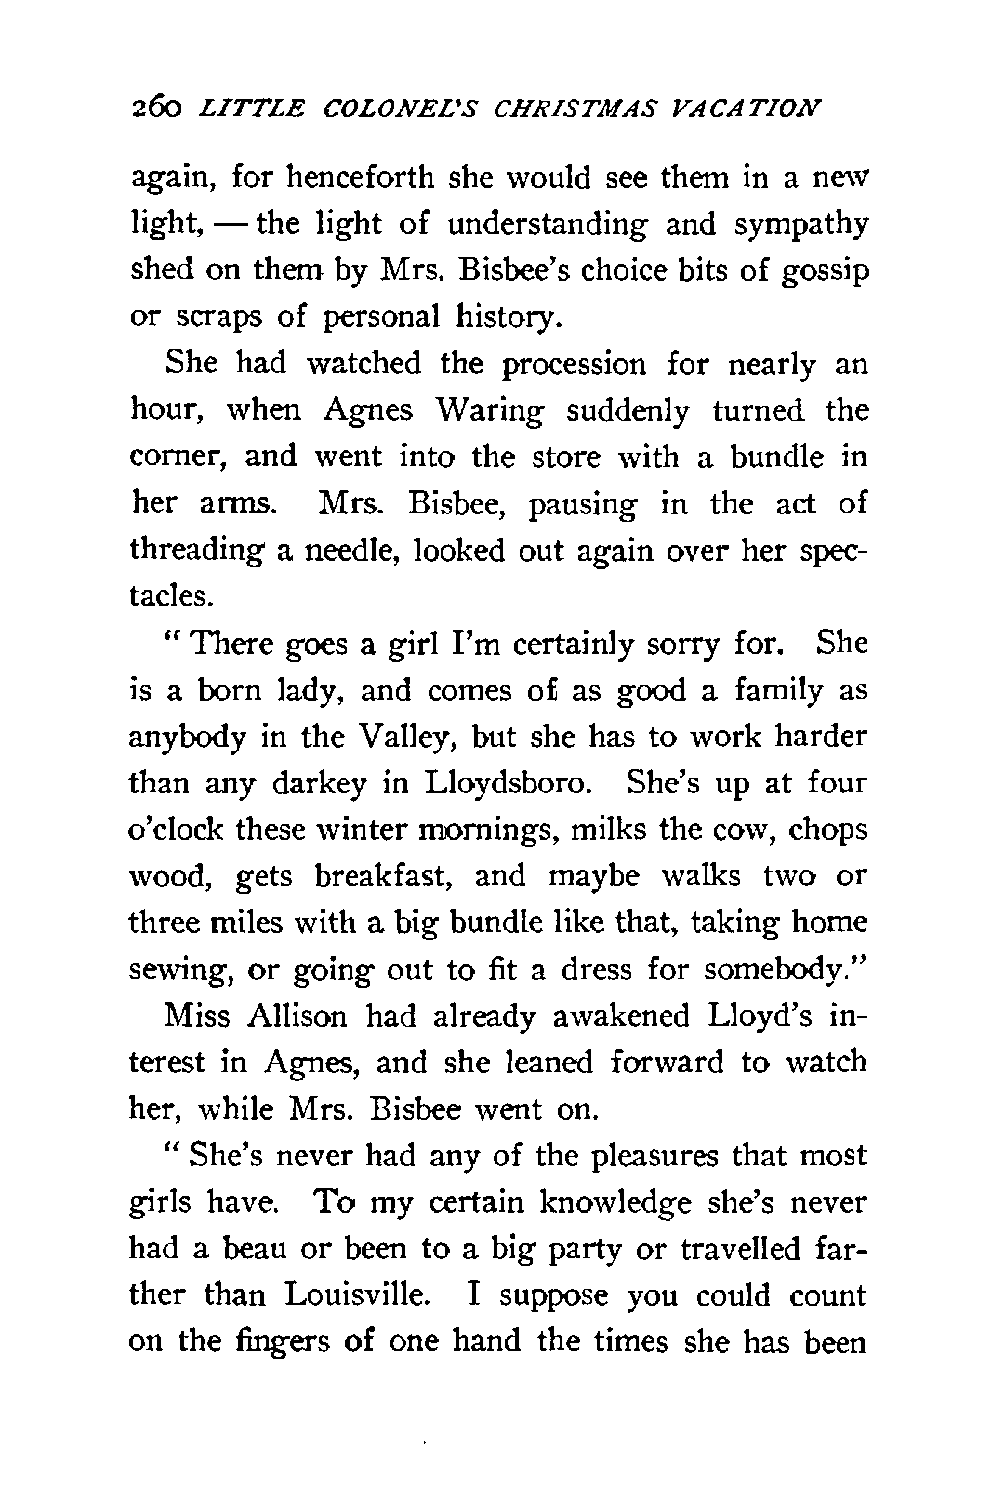 260 LITTLE COLONEL'S CHRISTMAS VACATION
again, for henceforth she would see them in a new
light, — the light of understanding and sympathy
shed on them by Mrs. Bisbee's choice bits of gossip
or scraps of personal history.
She had watched the procession for nearly an
hour, when Agnes Waring suddenly turned the
corner, and went into the store with a bundle in
her arms. Mrs. Bisbee, pausing in the act of
threading a needle, looked out again over her spec-
tacles.
" There goes a girl I'm certainly sorry for. She
is a born lady, and comes of as good a family as
anybody in the Valley, but she has to work harder
than any darkey in Lloydsboro. She's up at four
o'clock these winter mornings, milks the cow, chops
wood, gets breakfast, and maybe walks two or
three miles with a big bundle like that, taking home
sewing, or going out to fit a dress for somebody."
Miss Allison had already awakened Lloyd's in-
terest in Agnes, and she leaned forward to watch
her, while Mrs. Bisbee went on.
" She's never had any of the pleasures that most
girls have. To my certain knowledge she's never
had a beau or been to a big party or travelled far-
ther than Louisville. I suppose you could count
on the fingers of one hand the times she has been